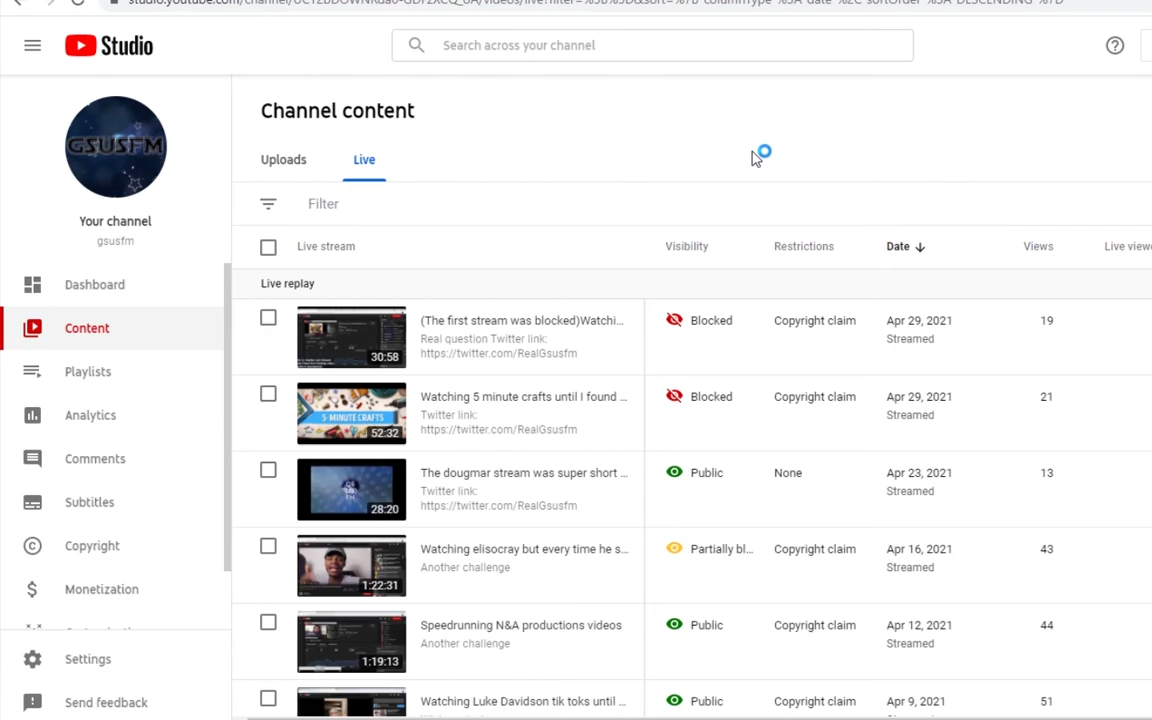 Studio
Search across your channel
GSUSFM
Your channel
gsusfm
Dashboard
Content
Playlists
Analytics
Comments
Subtitles
Copyright
Monetization
Settings
Send feedback
Channel content
Uploads
Live
Filter
Live stream
Visibility
Restrictions
Date
Views
Live view
Live replay
30:58
(The first stream was blocked)Watchi...
Real question Twitter link:
https://twitter.com/RealGsusfm
Blocked
Copyright claim
Apr 29, 2021
Streamed
19
5-MINUTE CRAFTS
52:32
Watching 5 minute crafts until I found ...
Twitter link:
https://twitter.com/RealGsusfm
Blocked
Copyright claim
Apr 29, 2021
Streamed
21
28:20
The dougmar stream was super short ...
Twitter link:
https://twitter.com/RealGsusfm
Public
None
Apr 23, 2021
Streamed
13
1:22:31
Watching elisocray but every time he s...
Another challenge
Partially bl...
Copyright claim
Apr 16, 2021
Streamed
43
1:19:13
Speedrunning N&A productions videos
Another challenge
Public
Copyright claim
Apr 12, 2021
Streamed
44
Watching Luke Davidson tik toks until ...
Public
Copyright claim
Apr 9, 2021
51